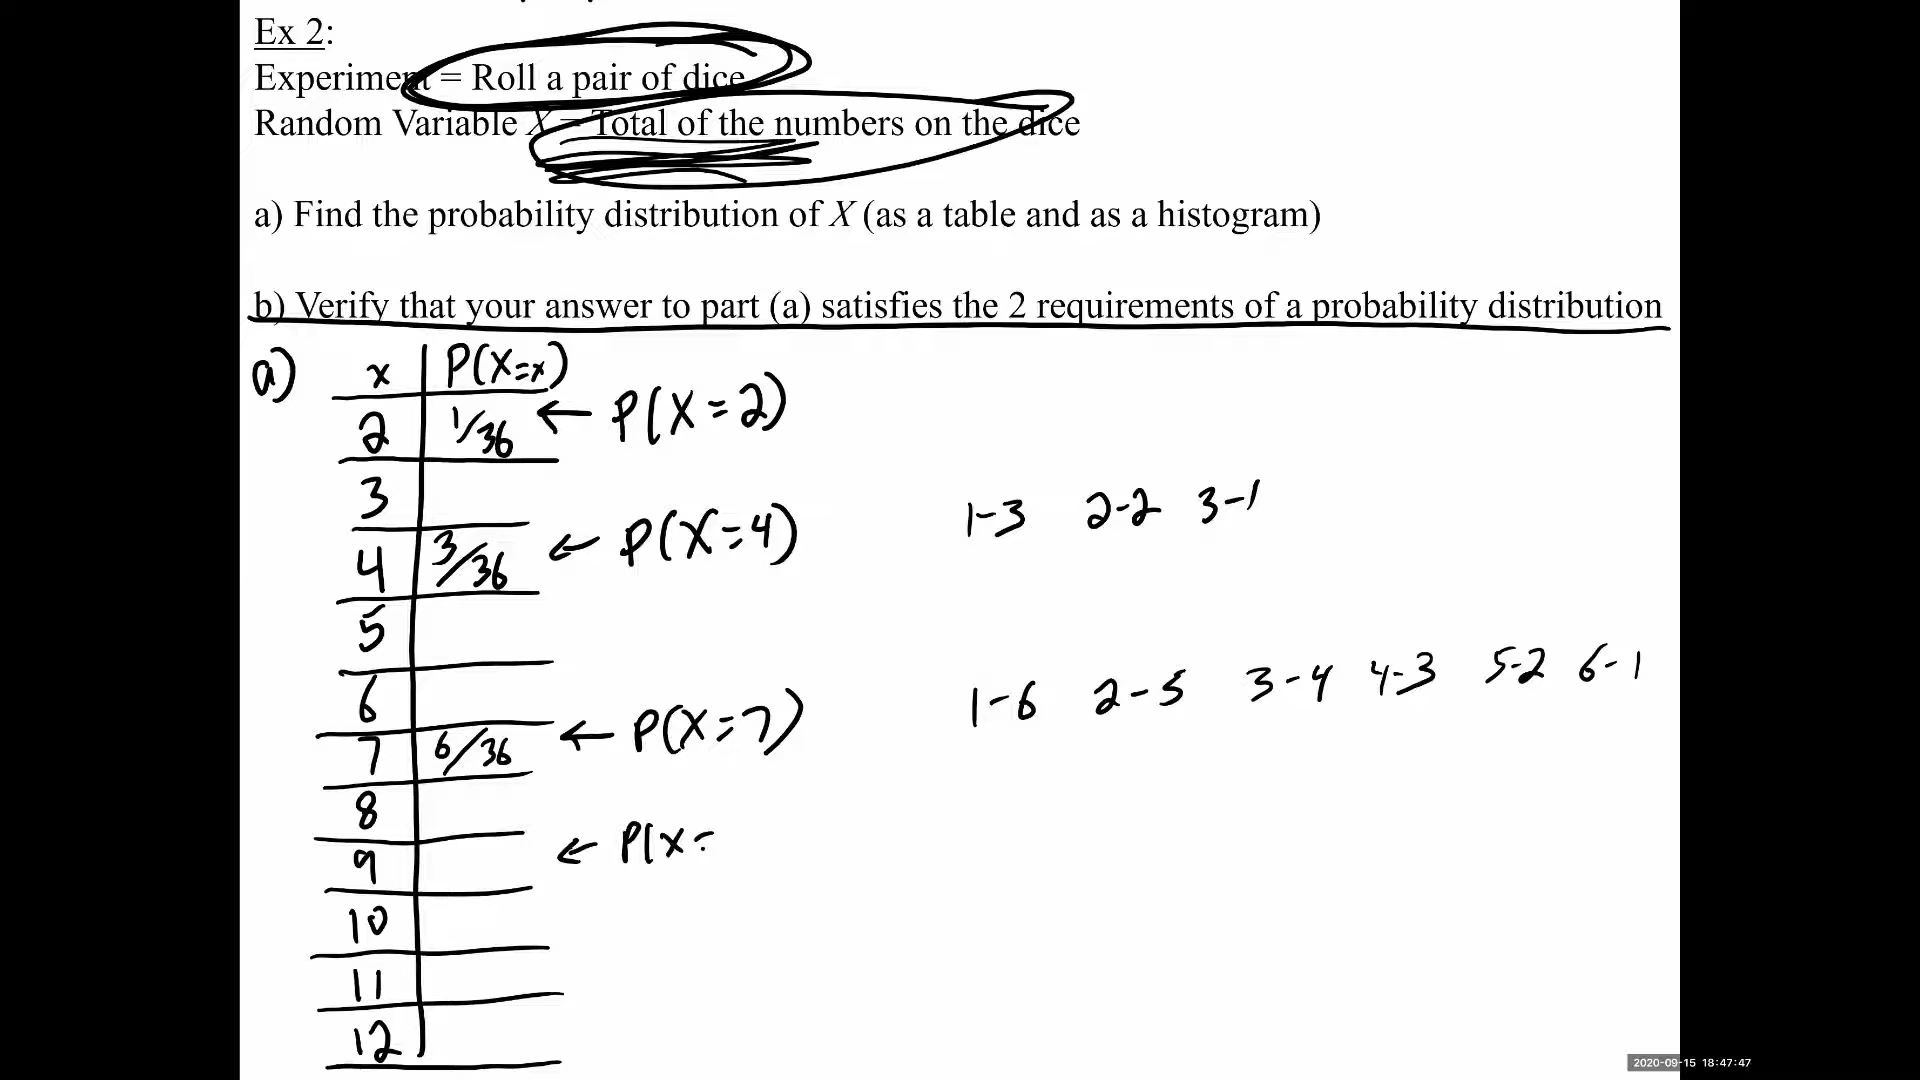 Ex 2:
Experiment = Roll a pair of dice
Random Variable X = Total of the numbers on the dice
a) Find the probability distribution of X (as a table and as a histogram)
b) Verify that your answer to part (a) satisfies the 2 requirements of a probability distribution
a) x P(X=x)
2 1/36 ← P(X=2)
3
4 3/36 ← P(X=4) 1-3 2-2 3-1
5
6
7 6/36 ← P(X=7) 1-6 2-5 3-4 4-3 5-2 6-1
8
9 ← P(X=
10
11
12
2020-09-15 18:47:47